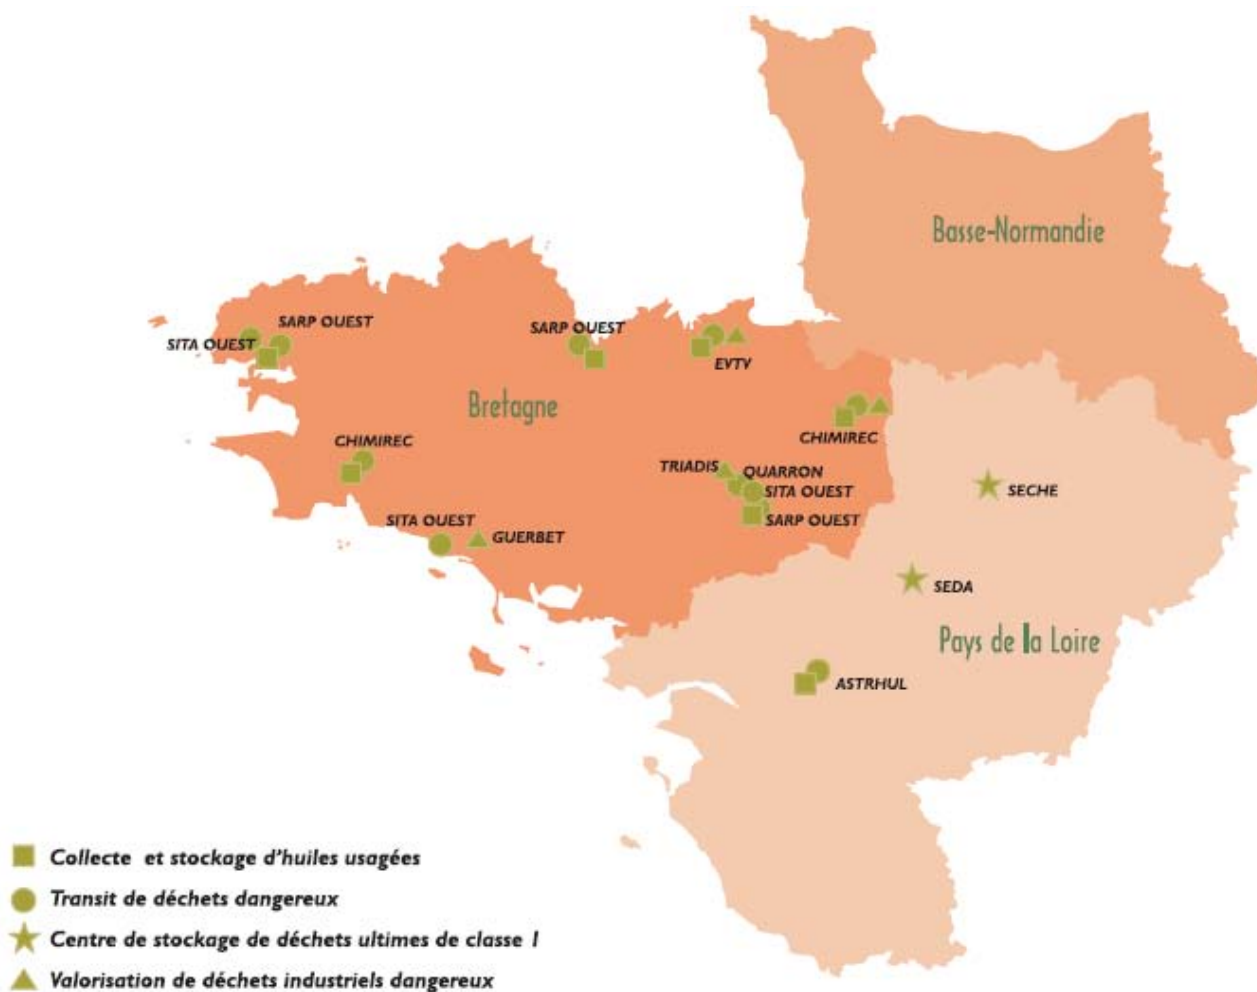 Basse-Normandie
SARP OUEST
SITA OUEST
SARP OUEST
EVTV
Bretagne
CHIMIREC
CHIMIREC
TRIADIS
QUARRON
SITA OUEST
SARP OUEST
SITA OUEST
GUERBET
SECHE
SEDA
Pays de la Loire
ASTRHUL
Collecte et stockage d'huiles usagées
Transit de déchets dangereux
Centre de stockage de déchets ultimes de classe 1
Valorisation de déchets industriels dangereux